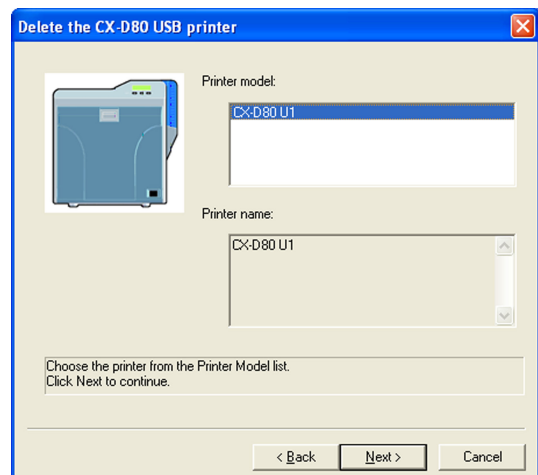 Delete the CX-D80 USB printer
Printer model:
CX-D80 U1
Printer name:
CX-D80 U1
Choose the printer from the Printer Model list.
Click Next to continue.
< Back
Next >
Cancel